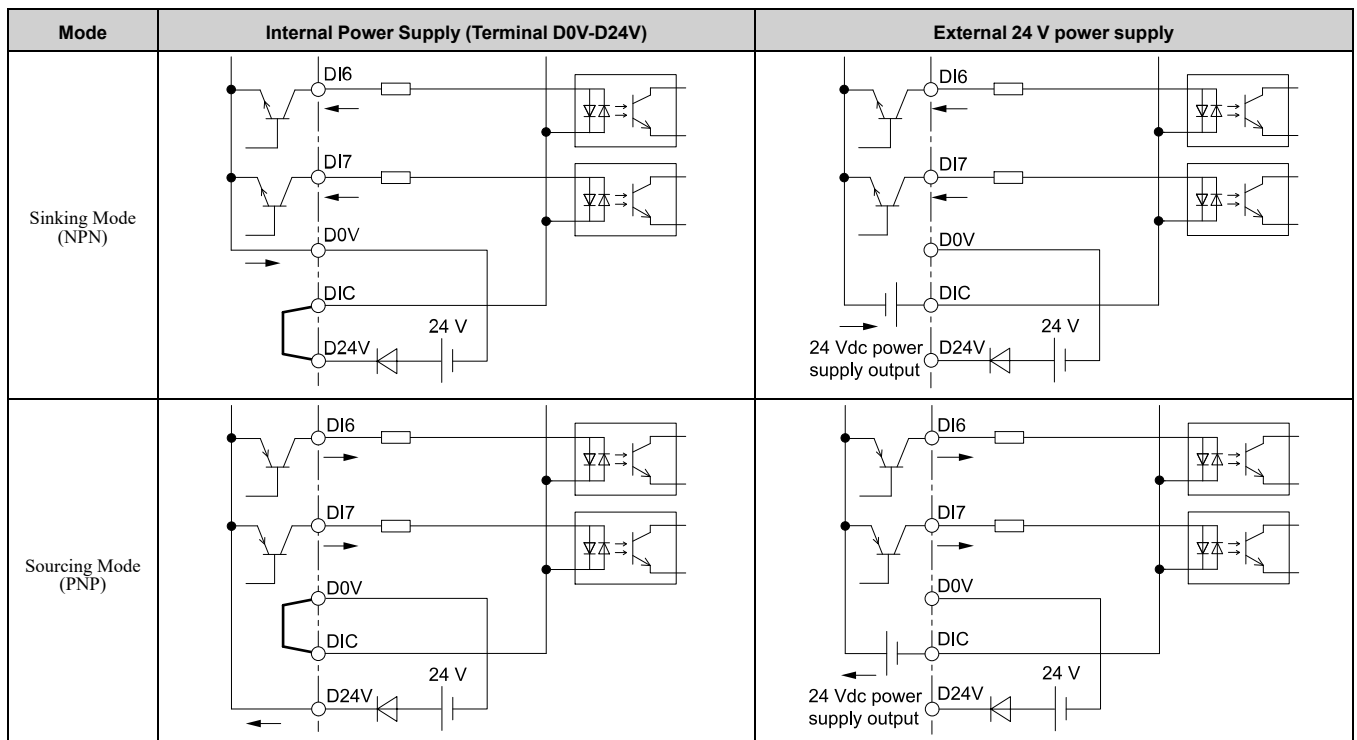 Mode
Internal Power Supply (Terminal D0V-D24V)
External 24 V power supply
Sinking Mode
(NPN)
DI6
DI7
D0V
DIC
24 V
D24V
DI6
DI7
D0V
DIC
24 V
24 Vdc power
supply output
D24V
Sourcing Mode
(PNP)
DI6
DI7
D0V
DIC
24 V
D24V
DI6
DI7
D0V
DIC
24 V
24 Vdc power
supply output
D24V